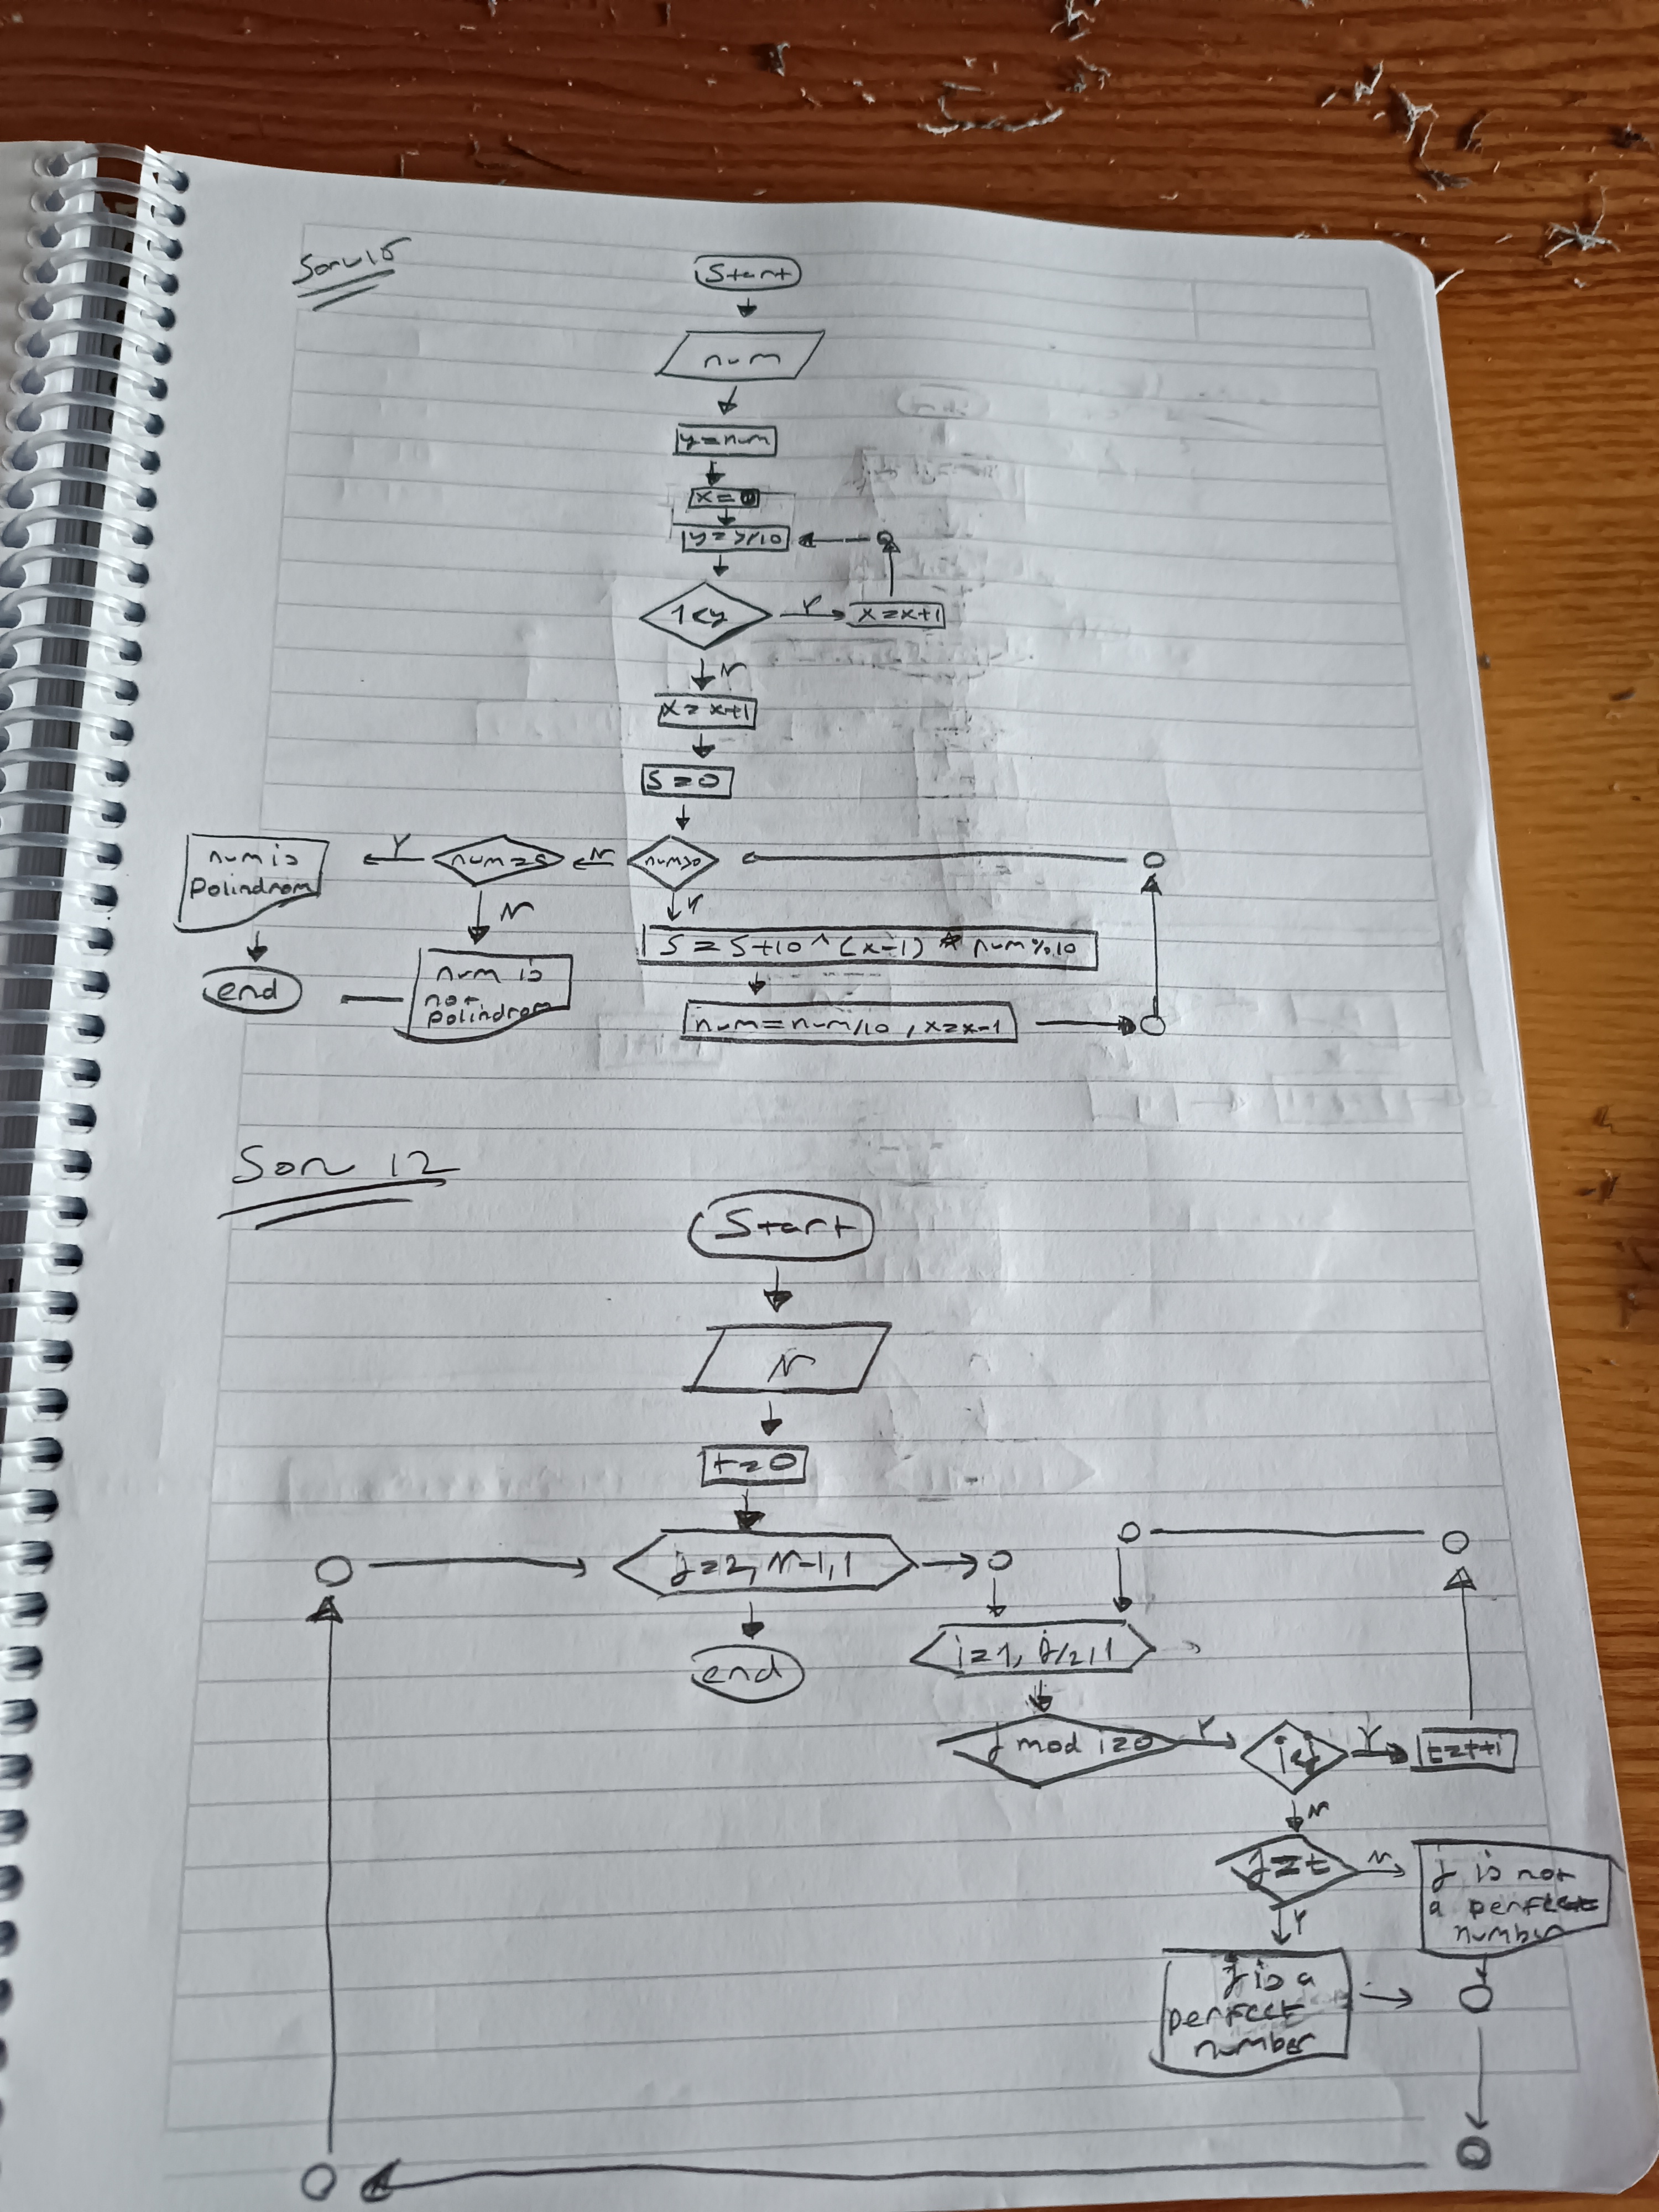 Soru 15
Start
num
y=num
x=0
y=y/10
1<y
Y
x=x+1
N
x=x+1
s=0
num is
polindrom
Y
num=s
N
num>0
N
Y
s=s+10^(x-1)*num%10
end
num is
not
polindrom
num=num/10, x=x-1
Soru 12
Start
N
t=0
j=2, N-1, 1
end
i=1, j/2, 1
j mod i=0
Y
i<j
Y
t=t+i
N
j=t
N
j is not
a perfect
number
Y
j is a
perfect
number